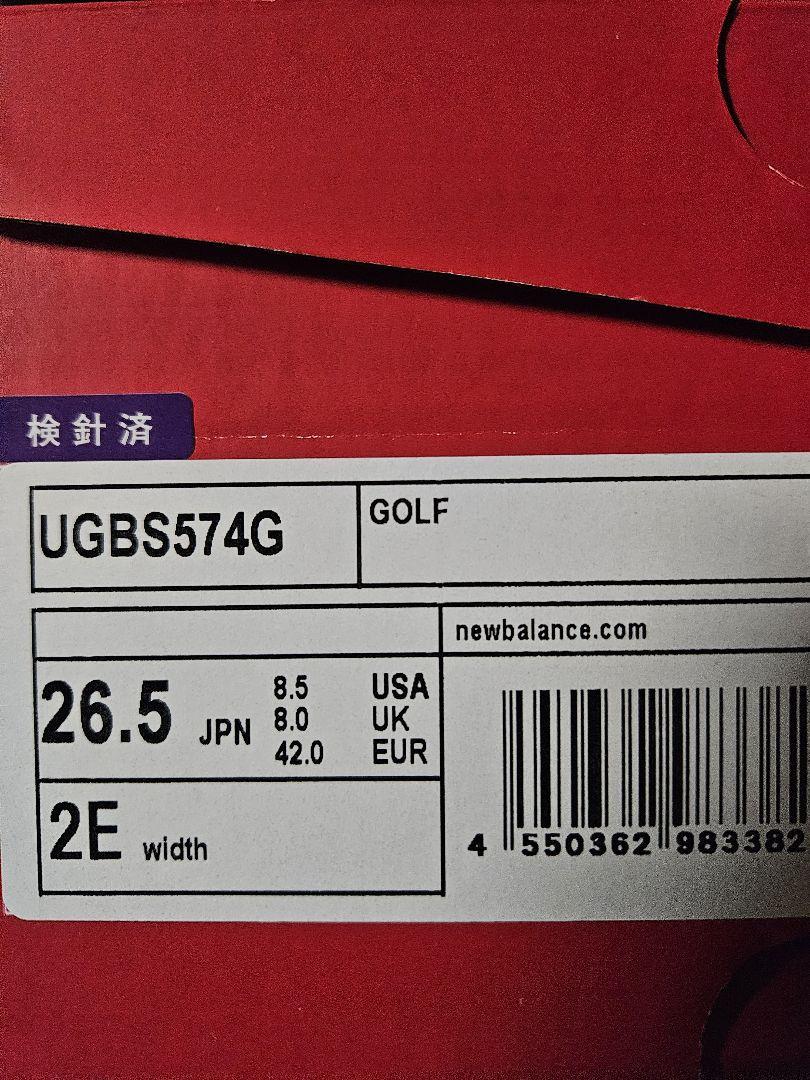 検針済
UGBS574G
GOLF
newbalance.com
26.5 JPN
8.5 USA
8.0 UK
42.0 EUR
2E width
4 550362 983382